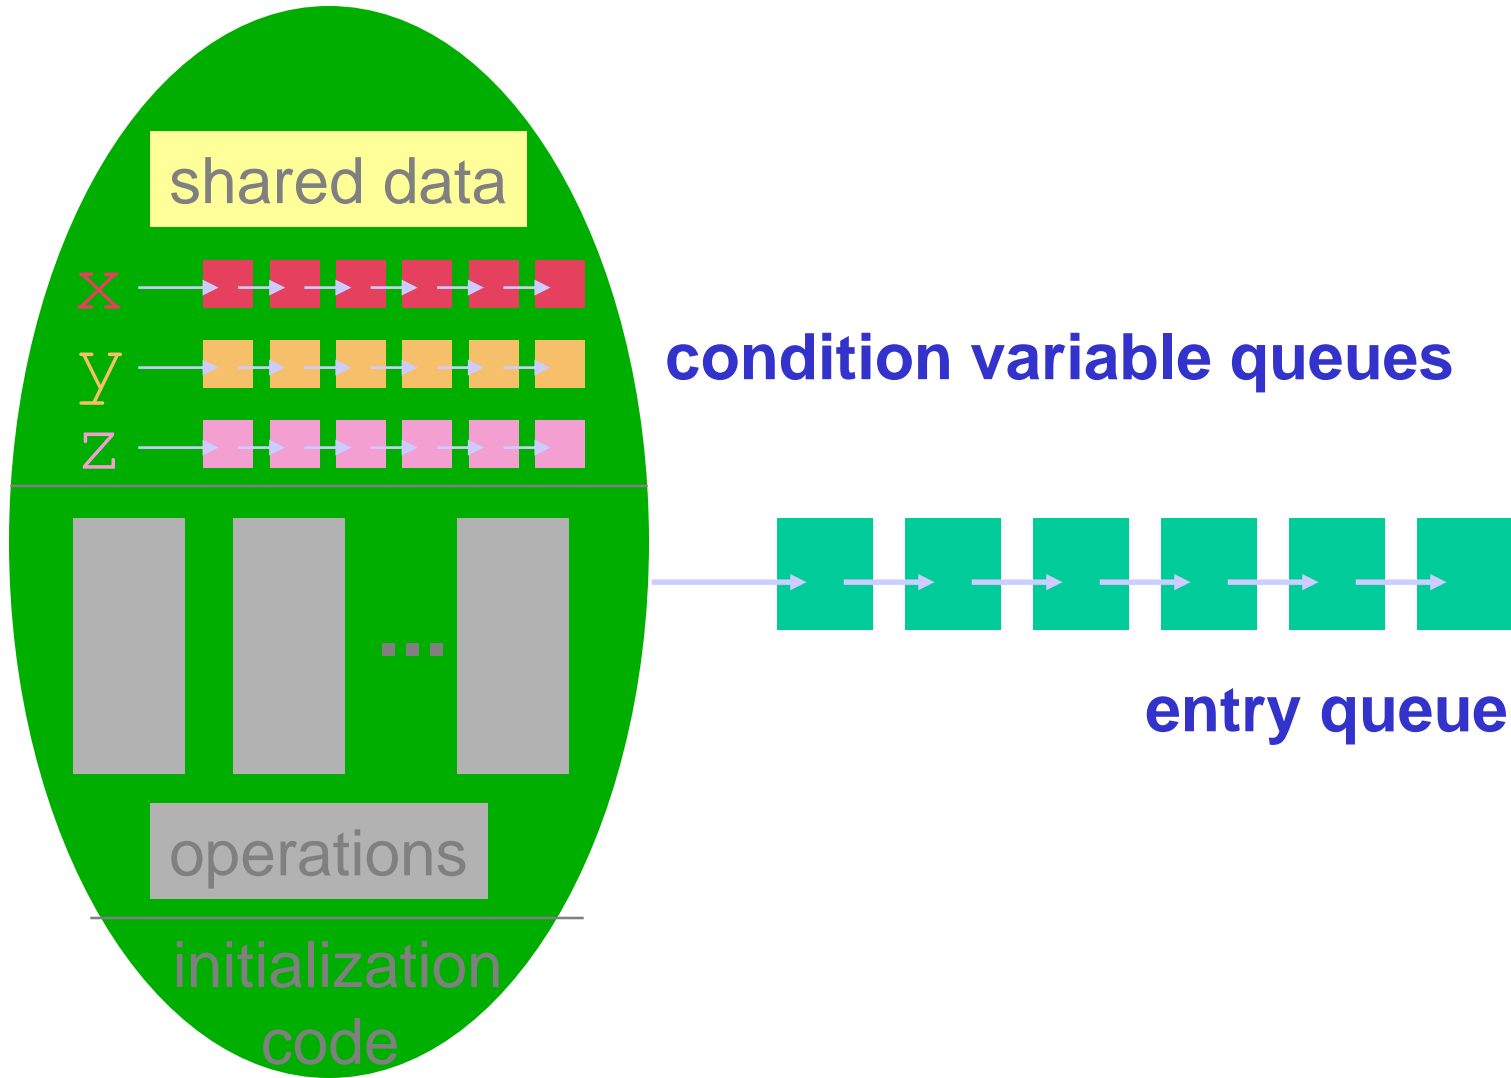 shared data
x
y
condition variable queues
z
...
entry queue
operations
initialization
code